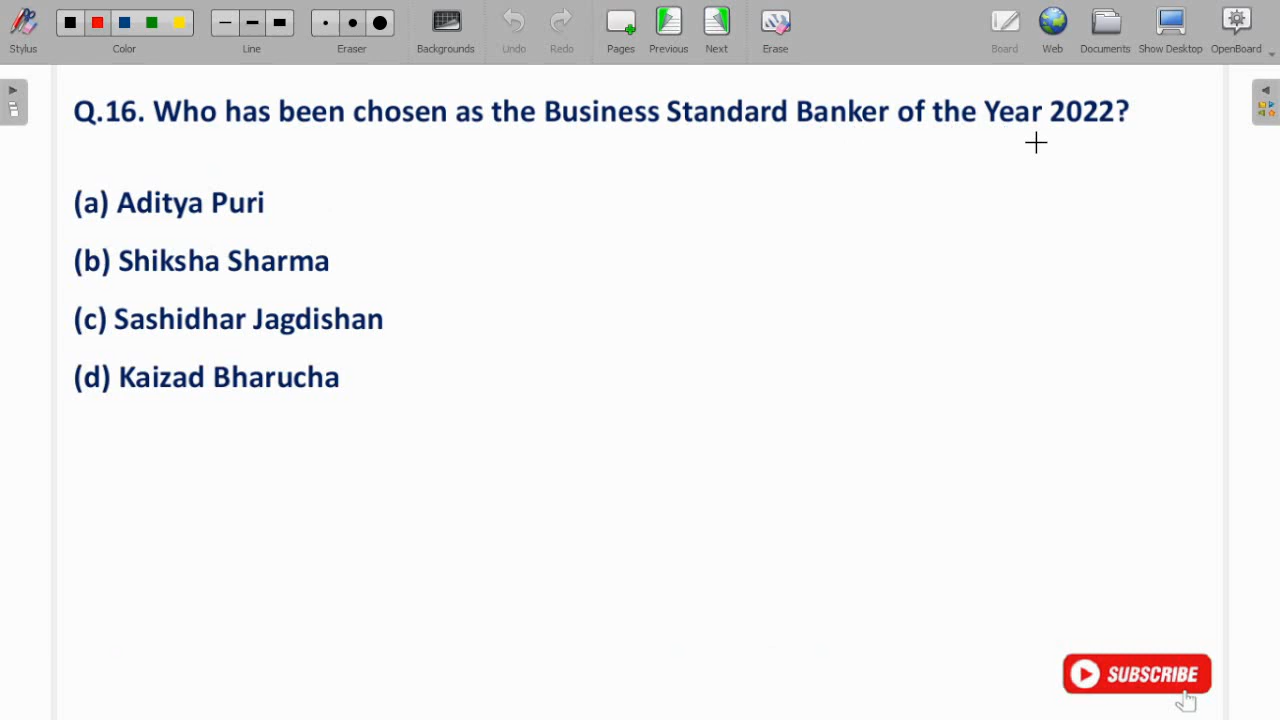 Stylus
Color
Line
Eraser
Backgrounds
Undo
Redo
Pages
Previous
Next
Erase
Board
Web
Documents
Show Desktop
OpenBoard
Q.16. Who has been chosen as the Business Standard Banker of the Year 2022?
(a) Aditya Puri
(b) Shiksha Sharma
(c) Sashidhar Jagdishan
(d) Kaizad Bharucha
SUBSCRIBE